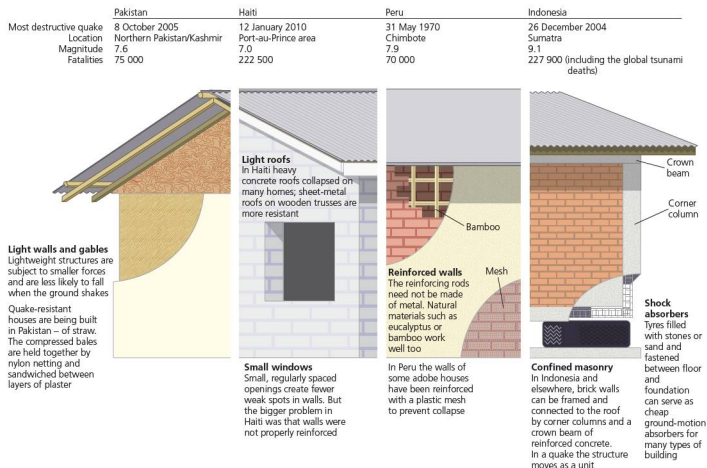 Pakistan Haiti Peru Indonesia
Most destructive quake 8 October 2005 12 January 2010 31 May 1970 26 December 2004
Location Northern Pakistan/Kashmir Port-au-Prince area Chimbote Sumatra
Magnitude 7.6 7.0 7.9 9.1
Fatalities 75 000 222 500 70 000 227 900 (including the global tsunami
deaths)
Light walls and gables
Lightweight structures are
subject to smaller forces
and are less likely to fall
when the ground shakes
Quake-resistant
houses are being built
in Pakistan – of straw.
The compressed bales
are held together by
nylon netting and
sandwiched between
layers of plaster
Light roofs
In Haiti heavy
concrete roofs collapsed on
many homes; sheet-metal
roofs on wooden trusses are
more resistant
Small windows
Small, regularly spaced
openings create fewer
weak spots in walls. But
the bigger problem in
Haiti was that walls were
not properly reinforced
Bamboo
Reinforced walls
The reinforcing rods
need not be made
of metal. Natural
materials such as
eucalyptus or
bamboo work
well too
Mesh
In Peru the walls of
some adobe houses
have been reinforced
with a plastic mesh
to prevent collapse
Crown
beam
Corner
column
Confined masonry
In Indonesia and
elsewhere, brick walls
can be framed and
connected to the roof
by corner columns and a
crown beam of
reinforced concrete.
In a quake the structure
moves as a unit
Shock
absorbers
Tyres filled
with stones or
sand and
fastened
between floor
and
foundation
can serve as
cheap
ground-motion
absorbers for
many types of
building